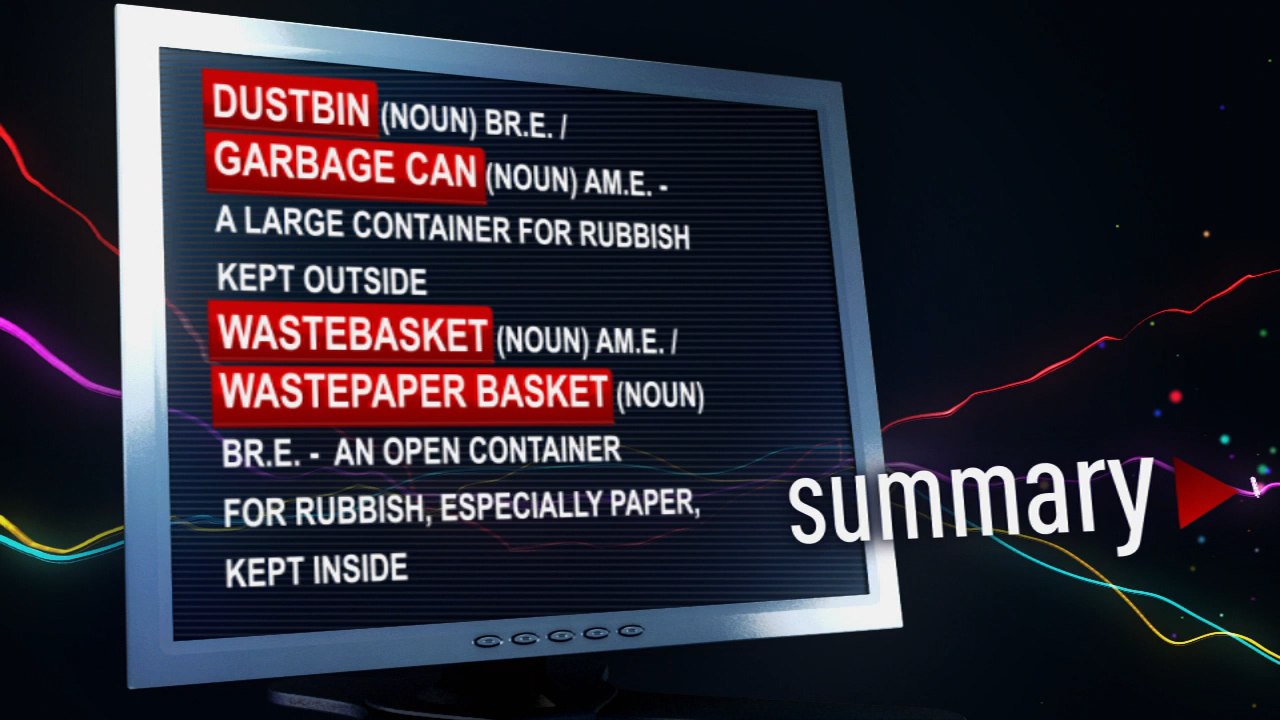 DUSTBIN (NOUN) BR.E. /
GARBAGE CAN (NOUN) AM.E. -
A LARGE CONTAINER FOR RUBBISH
KEPT OUTSIDE
WASTEBASKET (NOUN) AM.E. /
WASTEPAPER BASKET (NOUN)
BR.E. - AN OPEN CONTAINER
FOR RUBBISH, ESPECIALLY PAPER,
KEPT INSIDE
summary